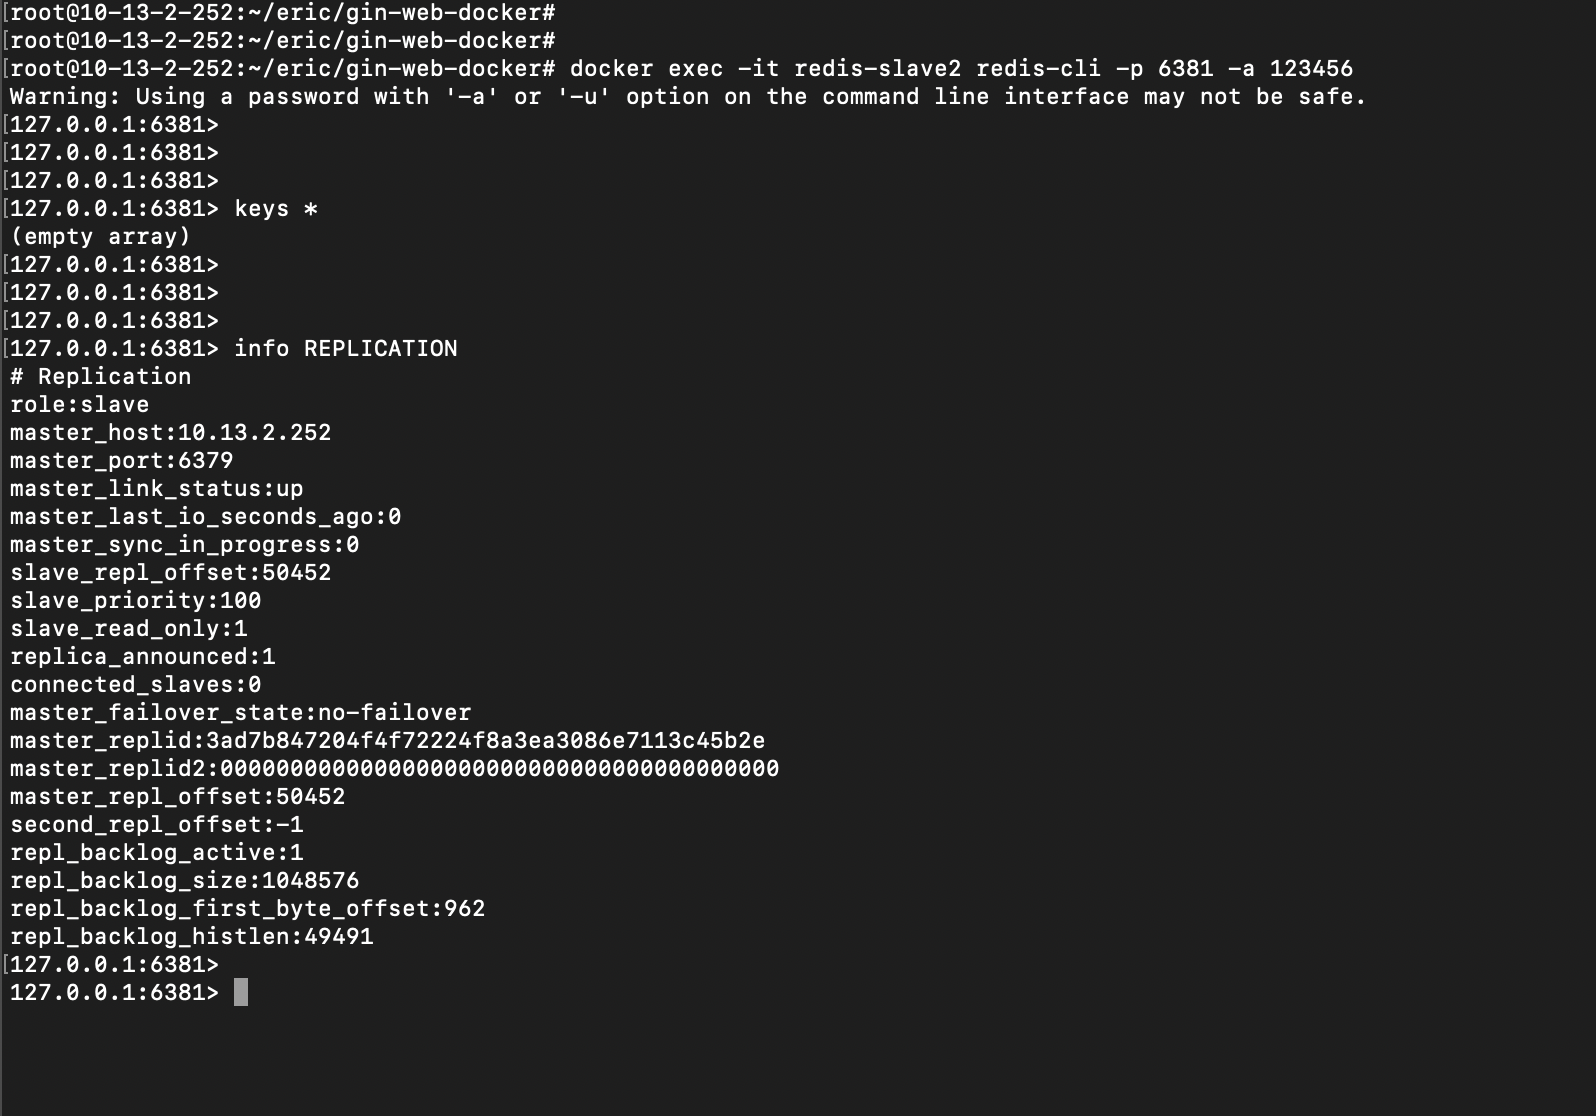 [root@10-13-2-252:~/eric/gin-web-docker#
[root@10-13-2-252:~/eric/gin-web-docker#
[root@10-13-2-252:~/eric/gin-web-docker# docker exec -it redis-slave2 redis-cli -p 6381 -a 123456
Warning: Using a password with '-a' or '-u' option on the command line interface may not be safe.
[127.0.0.1:6381>
[127.0.0.1:6381>
[127.0.0.1:6381>
[127.0.0.1:6381> keys *
(empty array)
[127.0.0.1:6381>
[127.0.0.1:6381>
[127.0.0.1:6381>
[127.0.0.1:6381> info REPLICATION
# Replication
role:slave
master_host:10.13.2.252
master_port:6379
master_link_status:up
master_last_io_seconds_ago:0
master_sync_in_progress:0
slave_repl_offset:50452
slave_priority:100
slave_read_only:1
replica_announced:1
connected_slaves:0
master_failover_state:no-failover
master_replid:3ad7b847204f4f72224f8a3ea3086e7113c45b2e
master_replid2:0000000000000000000000000000000000000000
master_repl_offset:50452
second_repl_offset:-1
repl_backlog_active:1
repl_backlog_size:1048576
repl_backlog_first_byte_offset:962
repl_backlog_histlen:49491
[127.0.0.1:6381>
127.0.0.1:6381>